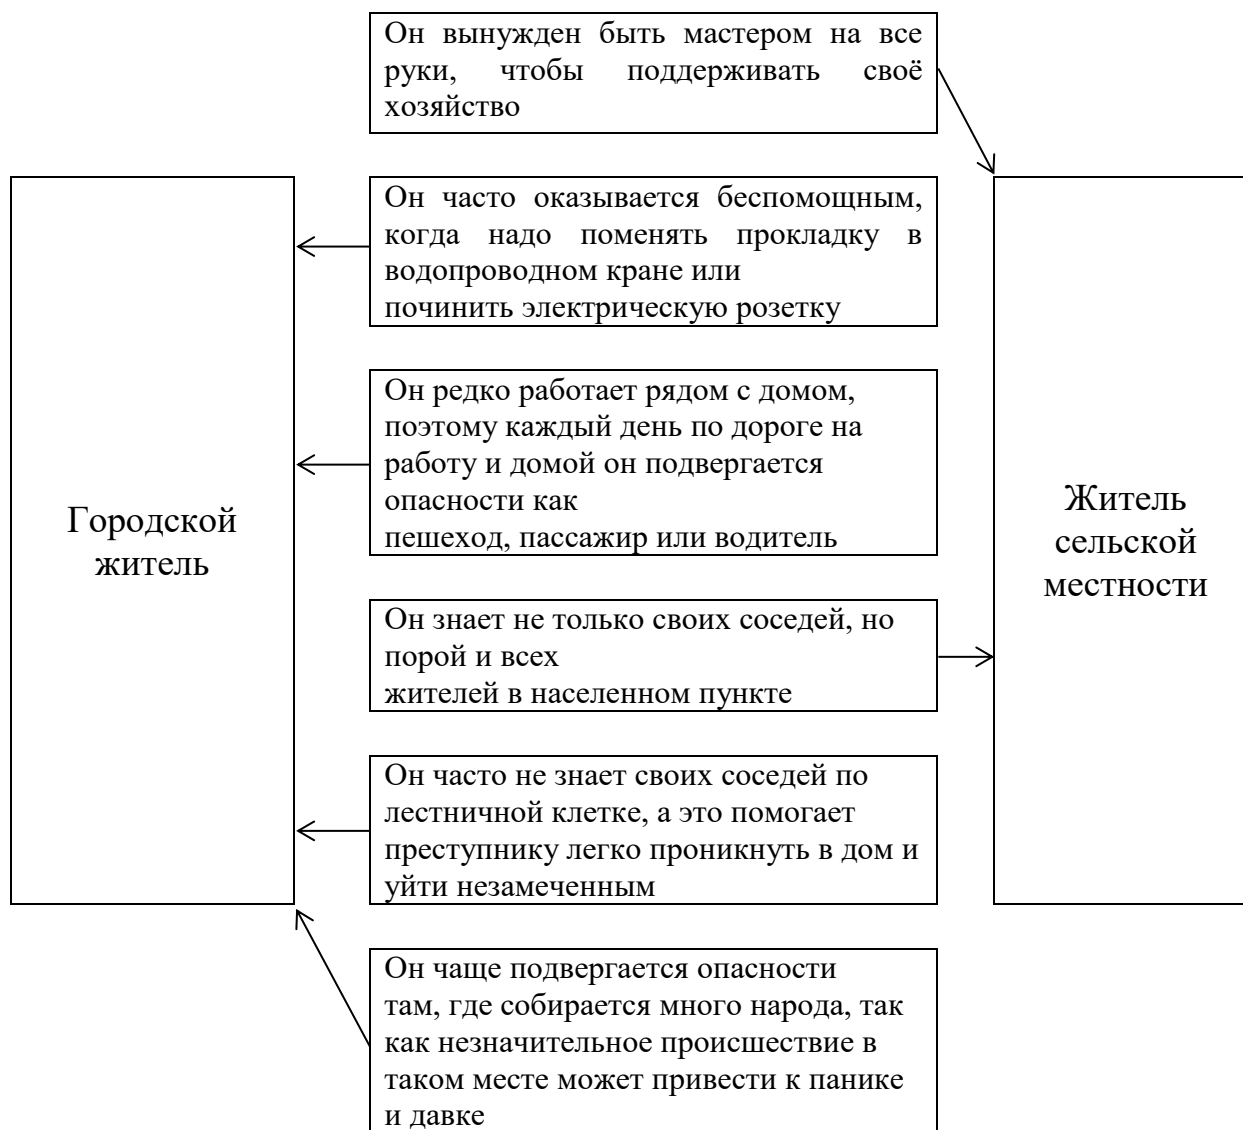 Он вынужден быть мастером на все
руки, чтобы поддерживать своё
хозяйство
Он часто оказывается беспомощным,
когда надо поменять прокладку в
водопроводном кране или
починить электрическую розетку
Он редко работает рядом с домом,
поэтому каждый день по дороге на
работу и домой он подвергается
опасности как
пешеход, пассажир или водитель
Городской
житель
Житель
сельской
местности
Он знает не только своих соседей, но
порой и всех
жителей в населенном пункте
Он часто не знает своих соседей по
лестничной клетке, а это помогает
преступнику легко проникнуть в дом и
уйти незамеченным
Он чаще подвергается опасности
там, где собирается много народа, так
как незначительное происшествие в
таком месте может привести к панике
и давке